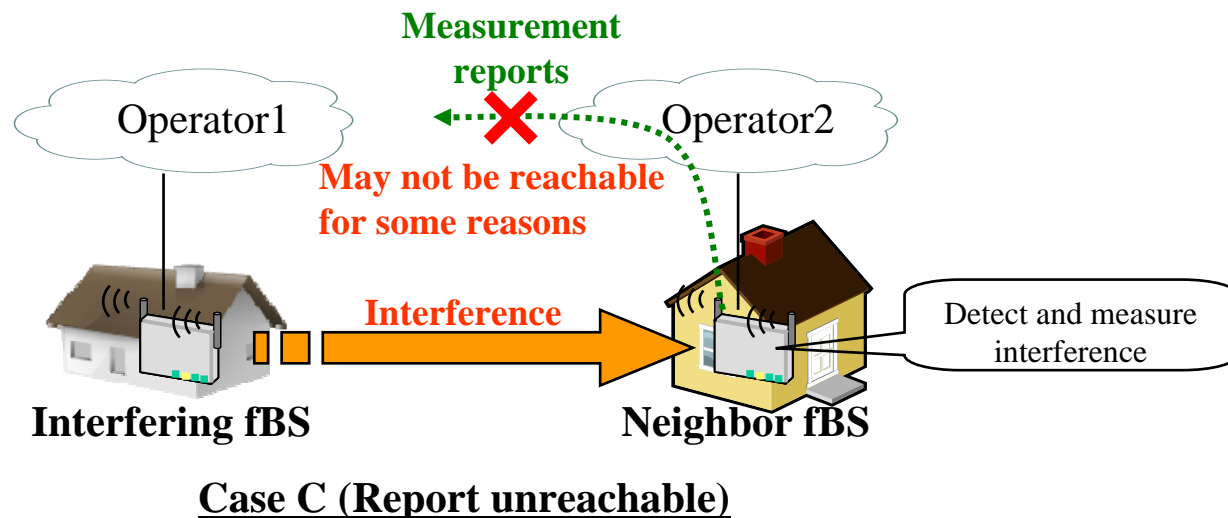 Measurement
reports
Operator1
Operator2
May not be reachable
for some reasons
Interference
Detect and measure
interference
Interfering fBS
Neighbor fBS
Case C (Report unreachable)